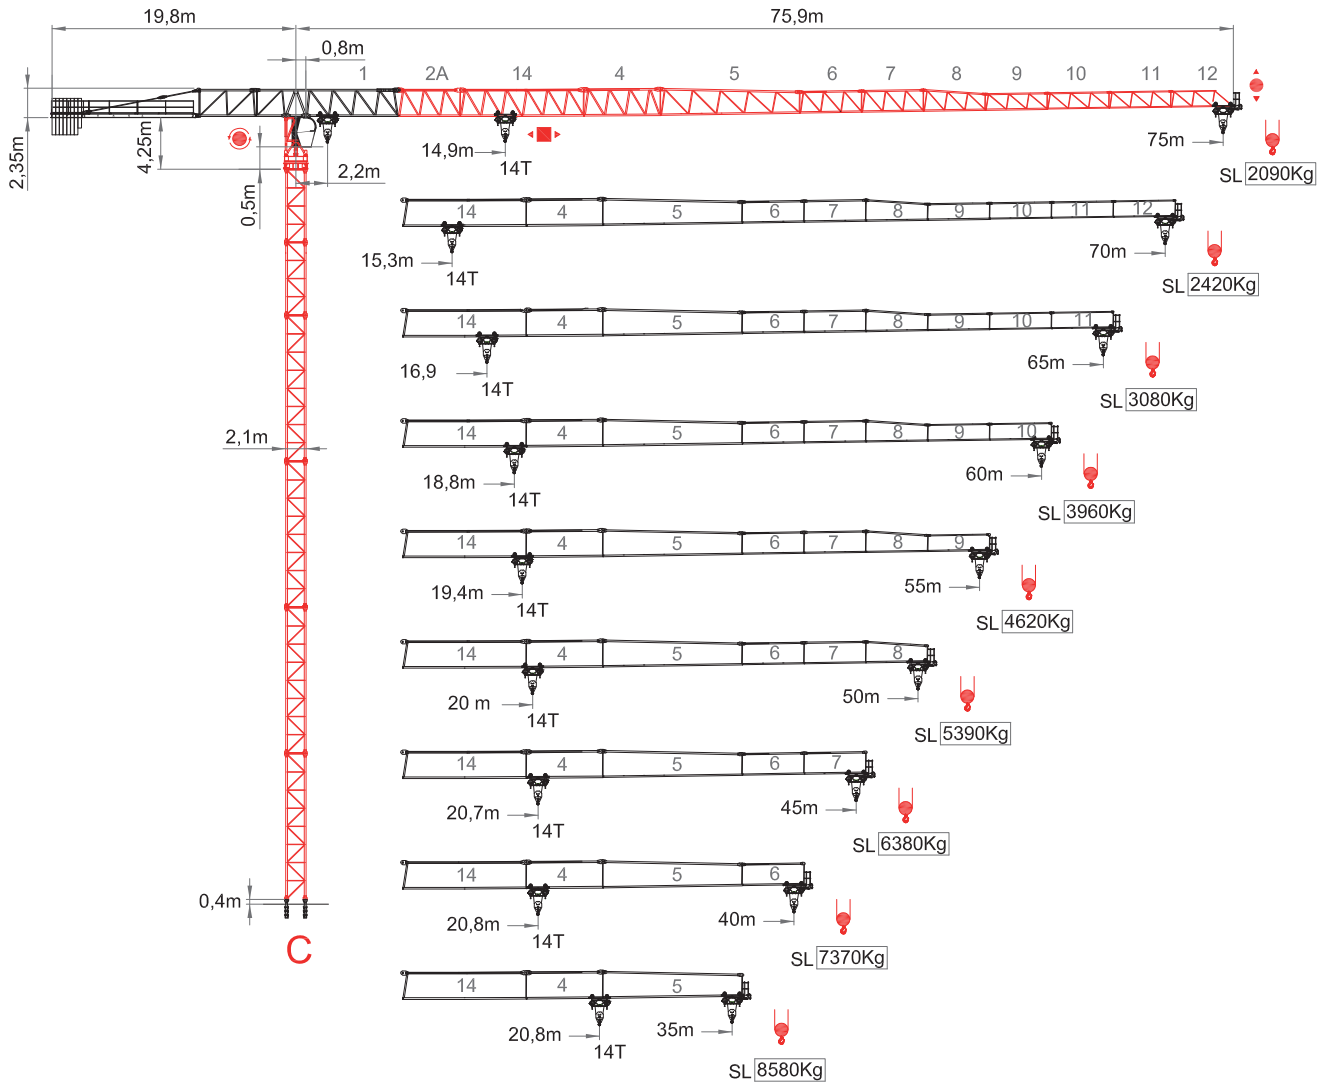 19,8m 75,9m
0,8m
1 2A 14 4 5 6 7 8 9 10 11 12
2,35m 4,25m 0,5m 2,2m 14,9m 14T 75m
SL 2090Kg
14 4 5 6 7 8 9 10 11 12
15,3m 14T 70m
SL 2420Kg
14 4 5 6 7 8 9 10 11
16,9 14T 65m
SL 3080Kg
2,1m
14 4 5 6 7 8 9 10
18,8m 14T 60m
SL 3960Kg
14 4 5 6 7 8 9
19,4m 14T 55m
SL 4620Kg
14 4 5 6 7 8
20 m 14T 50m
SL 5390Kg
14 4 5 6 7
20,7m 14T 45m
SL 6380Kg
14 4 5 6
0,4m
20,8m 14T 40m
C
SL 7370Kg
14 4 5
20,8m 14T 35m
SL 8580Kg